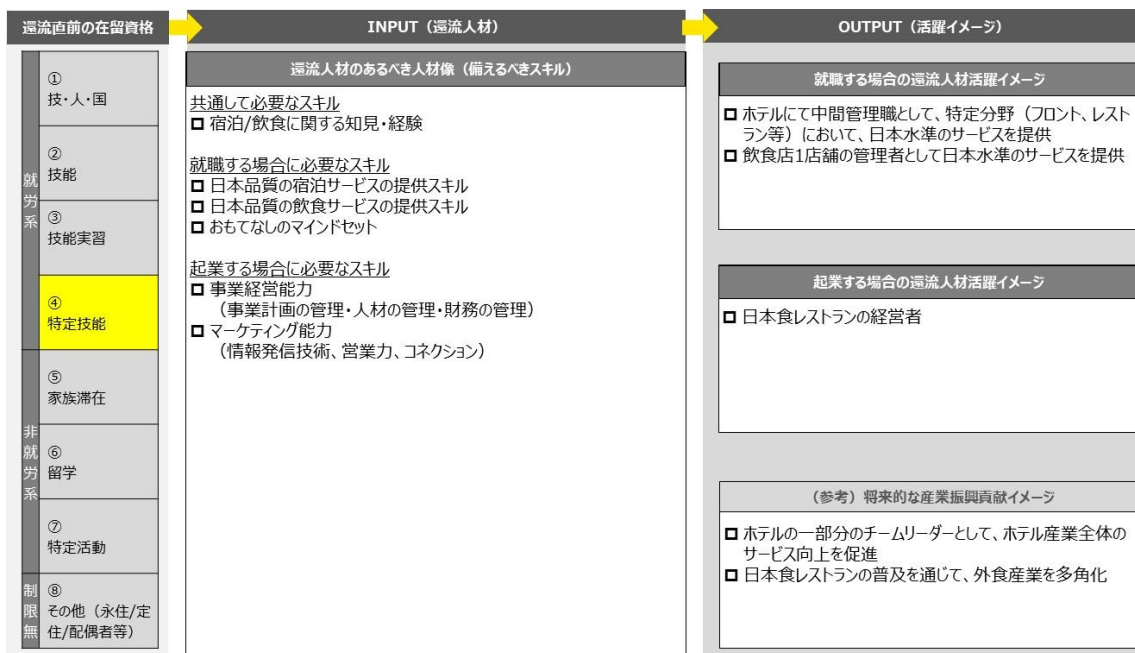 還流直前の在留資格
INPUT（還流人材）
OUTPUT（活躍イメージ）
就労系
①
技・人・国
②
技能
③
技能実習
④
特定技能
非就労系
⑤
家族滞在
⑥
留学
⑦
特定活動
制限無
⑧
その他（永住/定
住/配偶者等）
還流人材のあるべき人材像（備えるべきスキル）
共通して必要なスキル
宿泊/飲食に関する知見・経験
就職する場合に必要なスキル
日本品質の宿泊サービスの提供スキル
日本品質の飲食サービスの提供スキル
おもてなしのマインドセット
起業する場合に必要なスキル
事業経営能力
（事業計画の管理・人材の管理・財務の管理）
マーケティング能力
（情報発信技術、営業力、コネクション）
就職する場合の還流人材活躍イメージ
ホテルにて中間管理職として、特定分野（フロント、レスト
ラン等）において、日本水準のサービスを提供
飲食店1店舗の管理者として日本水準のサービスを提供
起業する場合の還流人材活躍イメージ
日本食レストランの経営者
（参考）将来的な産業振興貢献イメージ
ホテルの一部分のチームリーダーとして、ホテル産業全体の
サービス向上を促進
日本食レストランの普及を通じて、外食産業を多角化